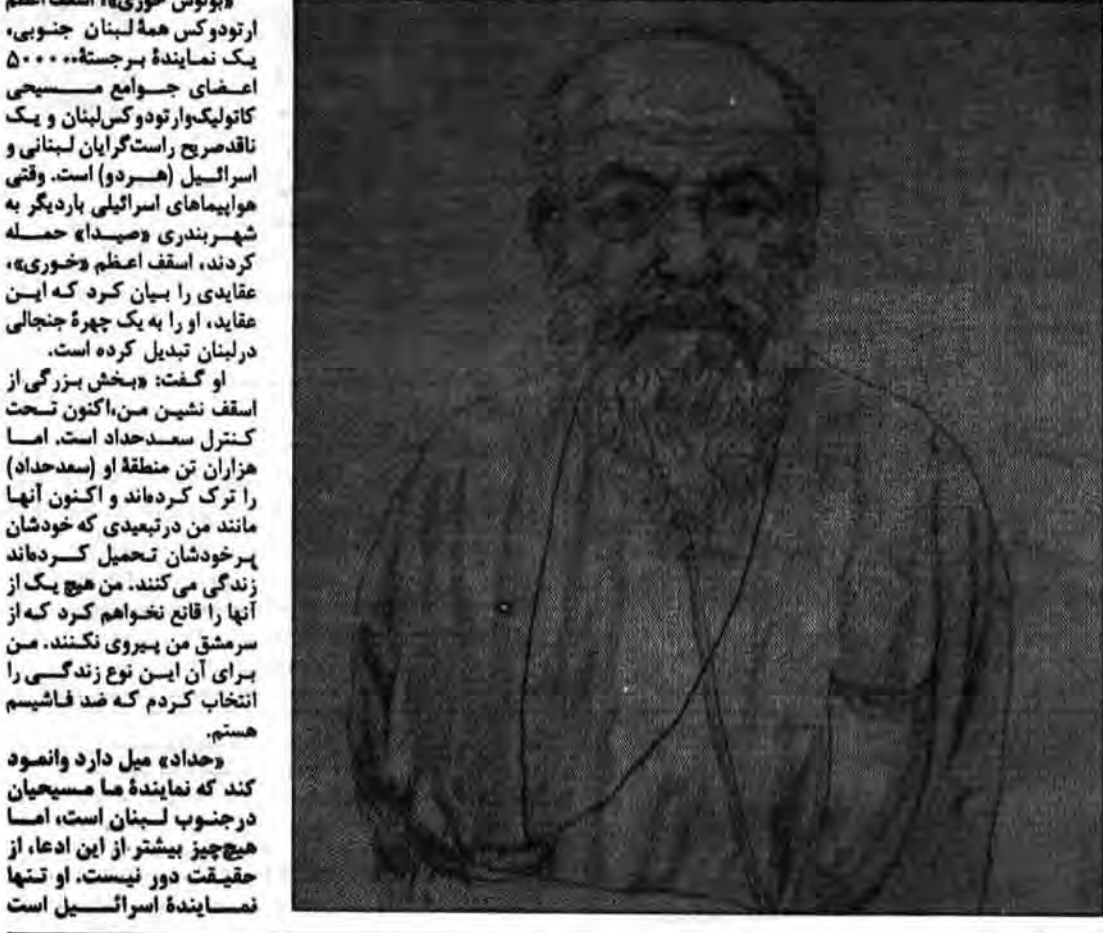 «بولوس خوری»، اسقف اعظم
ارتودوکس همهٔ لبنان جنوبی،
یک نمایندهٔ برجستهٔ ۵۰۰۰۰۰
اعضای جوامع مسیحی
کاتولیک‌وارتودوکس‌لبنان و یک
ناقدصریح راست‌گرایان لبنانی و
اسرائیل (هردو) است. وقتی
هواپیماهای اسرائیلی باردیگر به
شهربندری «صیدا» حمله
کردند، اسقف اعظم «خوری»،
عقایدی را بیان کرد که این
عقاید، او را به یک چهرهٔ جنجالی
درلبنان تبدیل کرده است.
او گفت: «بخش بزرگی از
اسقف نشین من،اکنون تحت
کنترل سعدحداد است. اما
هزاران تن منطقهٔ او (سعدحداد)
را ترک کرده‌اند و اکنون آنها
مانند من درتبعیدی که خودشان
برخودشان تحمیل کرده‌اند
زندگی می‌کنند. من هیچ یک از
آنها را قانع نخواهم کرد که از
سرمشق من پیروی نکنند. من
برای آن این نوع زندگی را
انتخاب کردم که ضد فاشیسم
هستم.
«حداد» میل دارد وانمود
کند که نمایندهٔ ما مسیحیان
درجنوب لبنان است، اما
هیچ‌چیز بیشتر از این ادعا، از
حقیقت دور نیست. او تنها
نمایندهٔ اسرائیل است